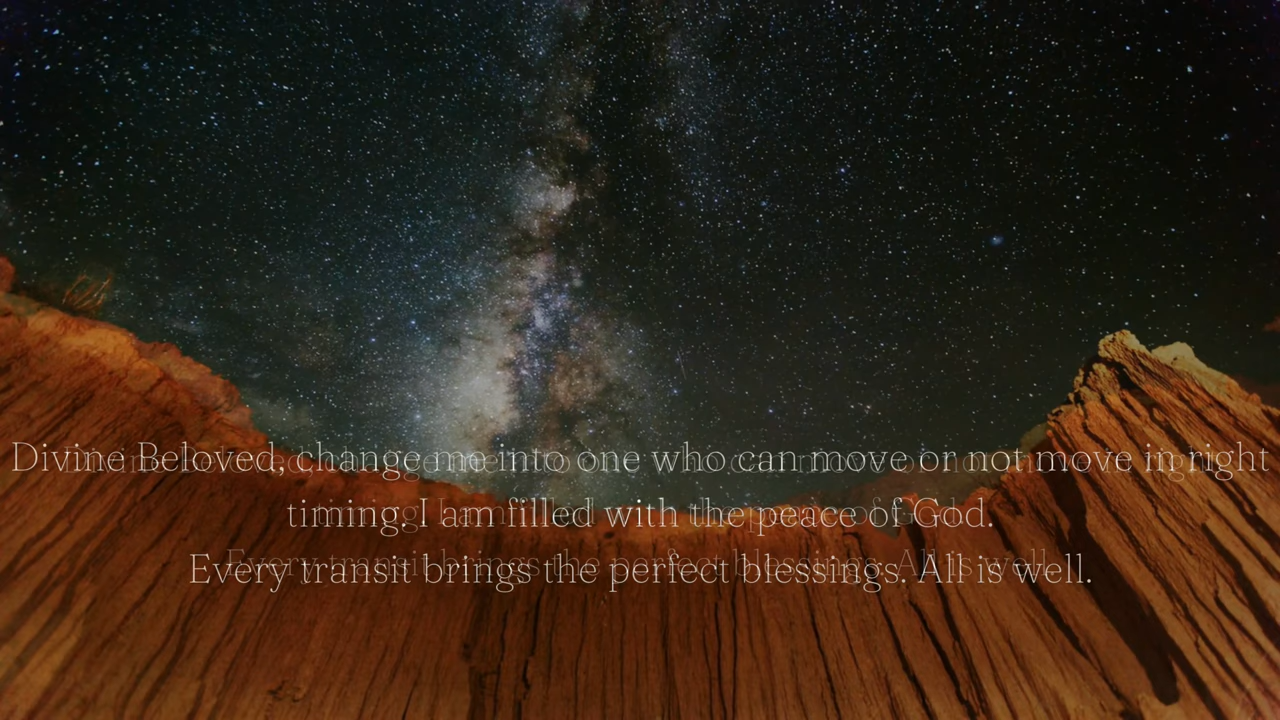 Divine Beloved, change me into one who can move or not move in right
timing. I am filled with the peace of God.
Every transit brings the perfect blessings. All is well.